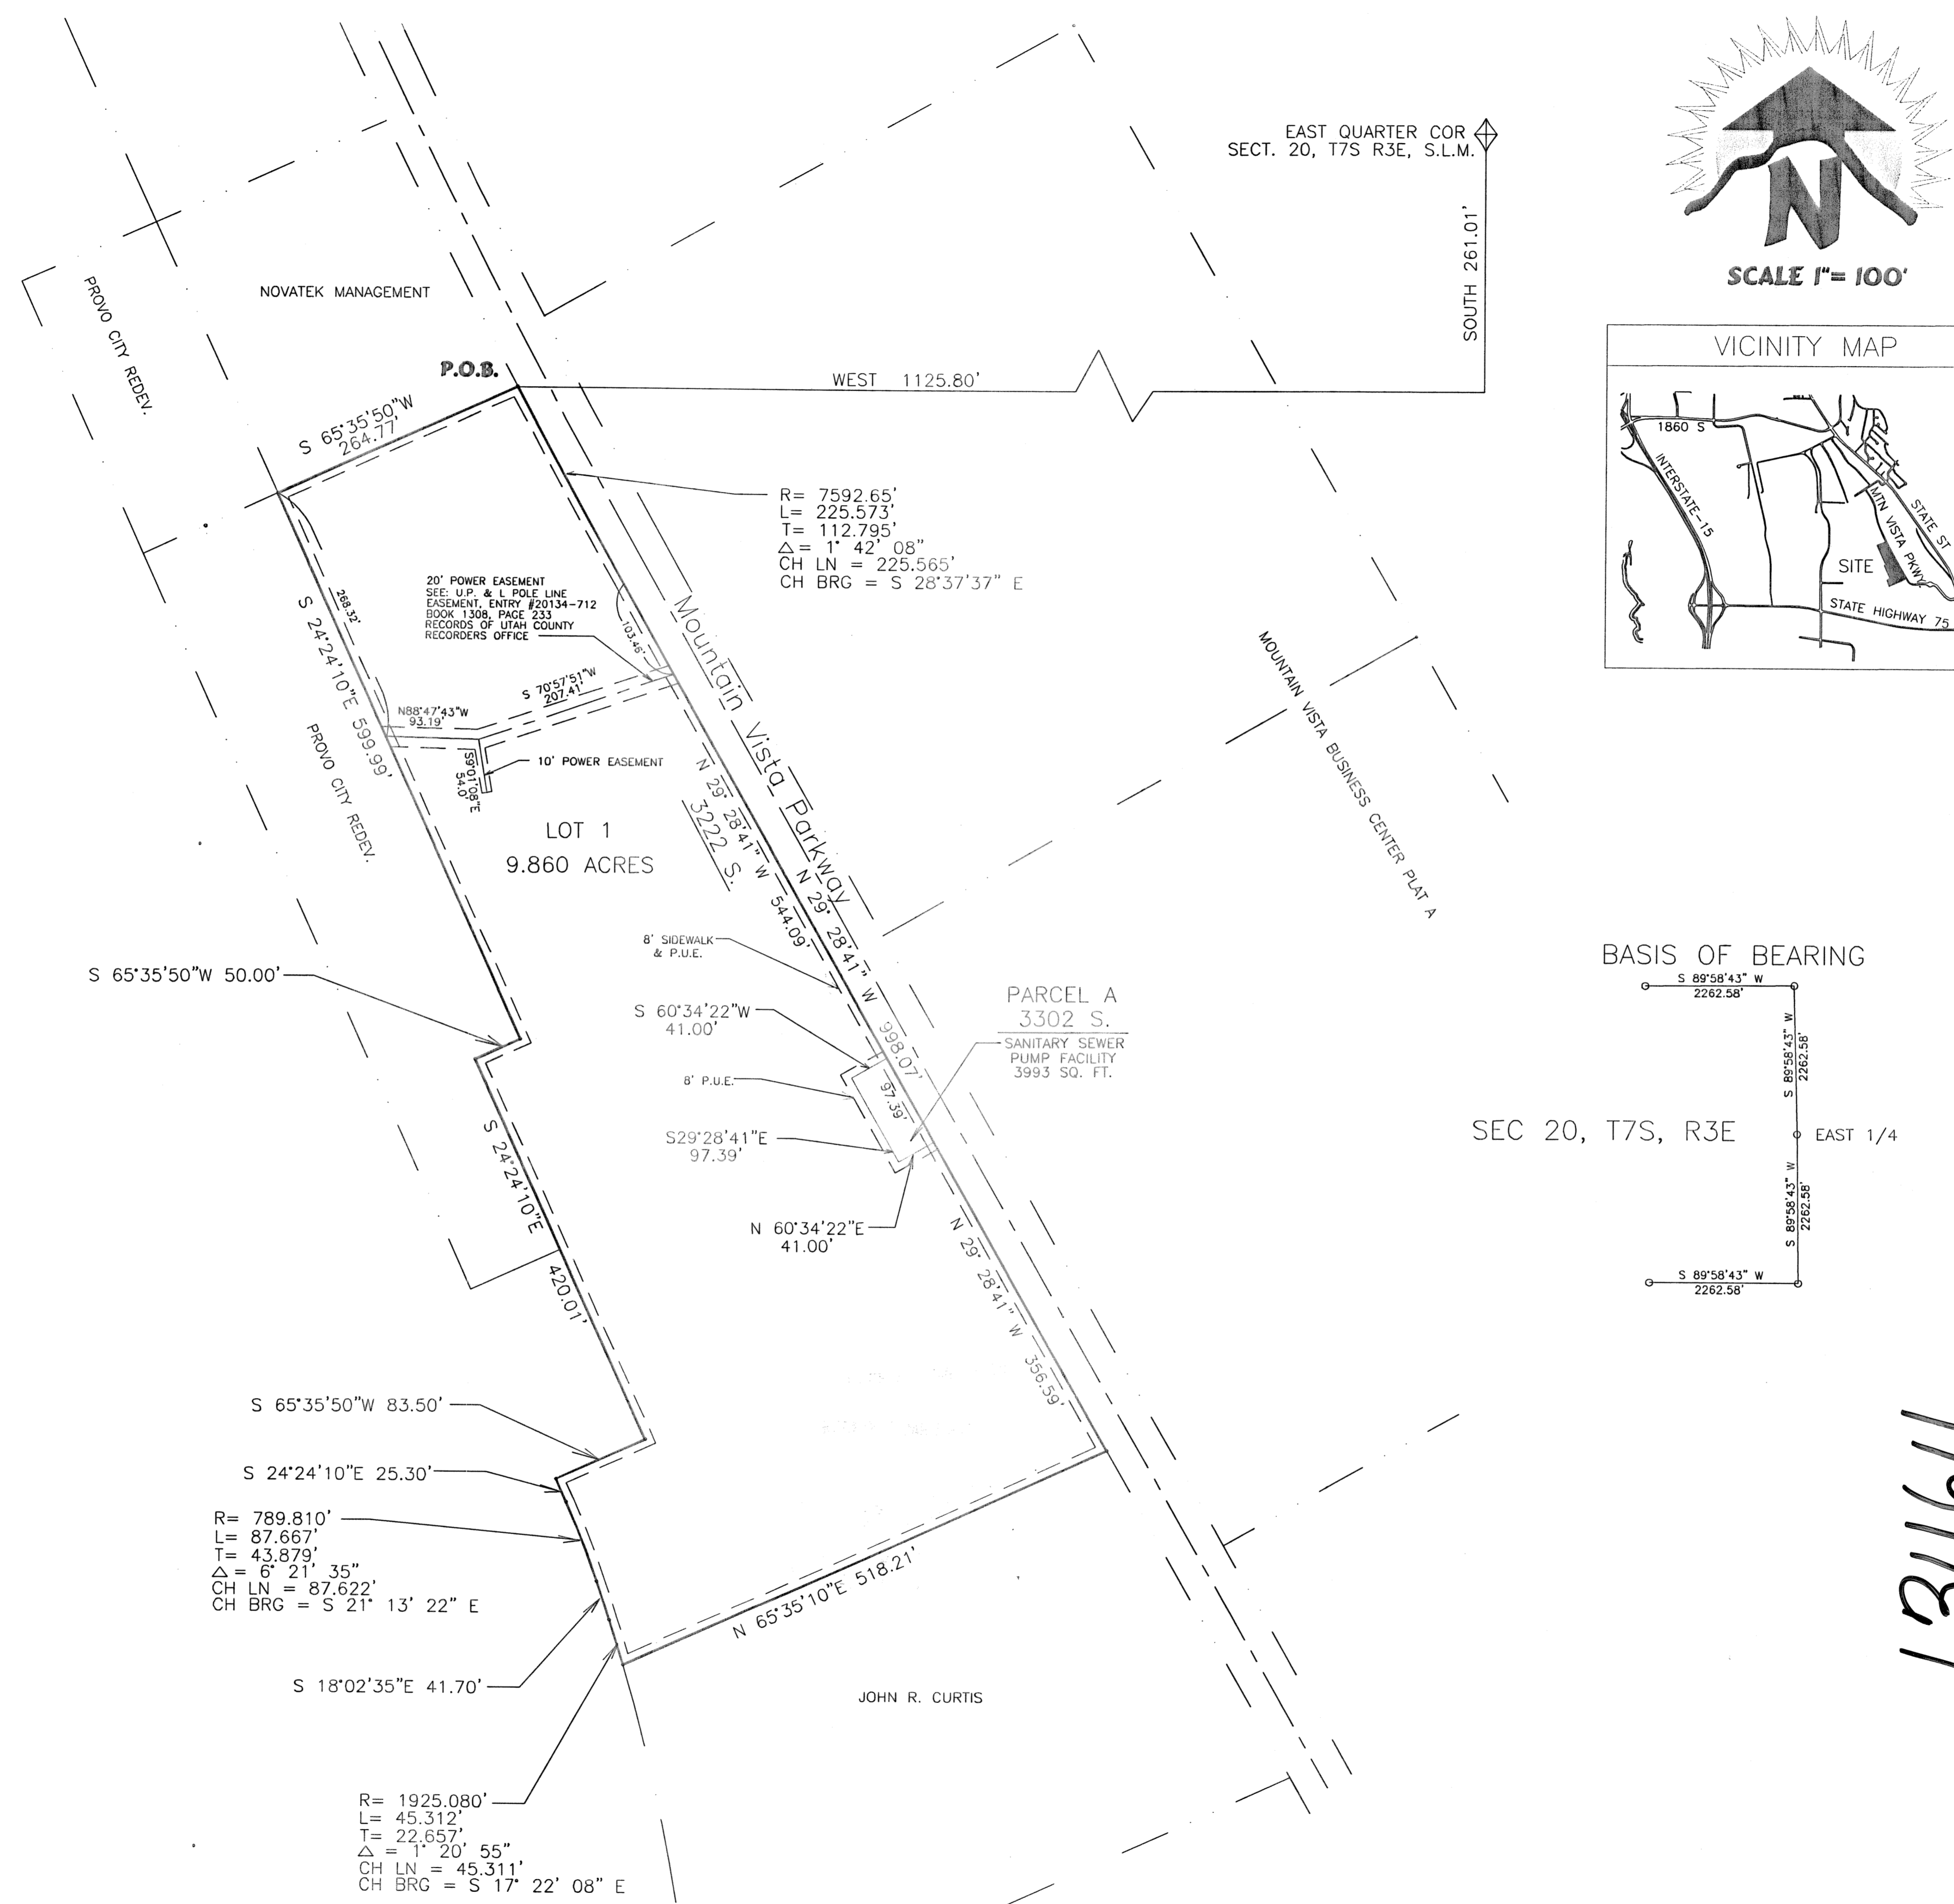 EAST QUARTER COR
SECT. 20, T7S R3E, S.L.M.
SOUTH 261.01'
N
SCALE 1"= 100'
VICINITY MAP
1860 S
INTERSTATE-15
MTN VISTA PKWY
STATE ST
SITE
STATE HIGHWAY 75
PROVO CITY REDEV.
NOVATEK MANAGEMENT
P.O.B.
WEST 1125.80'
S 65°35'50"W
264.77'
R= 7592.65'
L= 225.573'
T= 112.795'
△= 1° 42' 08"
CH LN = 225.565'
CH BRG = S 28°37'37" E
20' POWER EASEMENT
SEE: U.P. & L POLE LINE
EASEMENT, ENTRY #20134-712
BOOK 1308, PAGE 233
RECORDS OF UTAH COUNTY
RECORDERS OFFICE
268.32'
103.46'
S 24°24'10"E 599.99'
S 70°57'51"W
207.41'
N88°47'43"W
93.19'
S9°01'08"E
54.0'
10' POWER EASEMENT
PROVO CITY REDEV.
Mountain Vista Parkway
MOUNTAIN VISTA BUSINESS CENTER PLAT A
LOT 1
9.860 ACRES
N 29° 28'41" W 544.09'
3222 S.
N 29° 28'41" W 998.07'
8' SIDEWALK
& P.U.E.
S 65°35'50"W 50.00'
S 60°34'22"W
41.00'
PARCEL A
3302 S.
SANITARY SEWER
PUMP FACILITY
3993 SQ. FT.
8' P.U.E.
97.39'
S29°28'41"E
97.39'
N 60°34'22"E
41.00'
BASIS OF BEARING
S 89°58'43" W
2262.58'
S 89°58'43" W
2262.58'
SEC 20, T7S, R3E
EAST 1/4
S 89°58'43" W
2262.58'
S 89°58'43" W
2262.58'
S 24°24'10"E 420.01'
N 29° 28'41" W 356.59'
S 65°35'50"W 83.50'
S 24°24'10"E 25.30'
R= 789.810'
L= 87.667'
T= 43.879'
△ = 6° 21' 35"
CH LN = 87.622'
CH BRG = S 21° 13' 22" E
N 65°35'10"E 518.21'
S 18°02'35"E 41.70'
JOHN R. CURTIS
R= 1925.080'
L= 45.312'
T= 22.657'
△ = 1° 20' 55"
CH LN = 45.311'
CH BRG = S 17° 22' 08" E